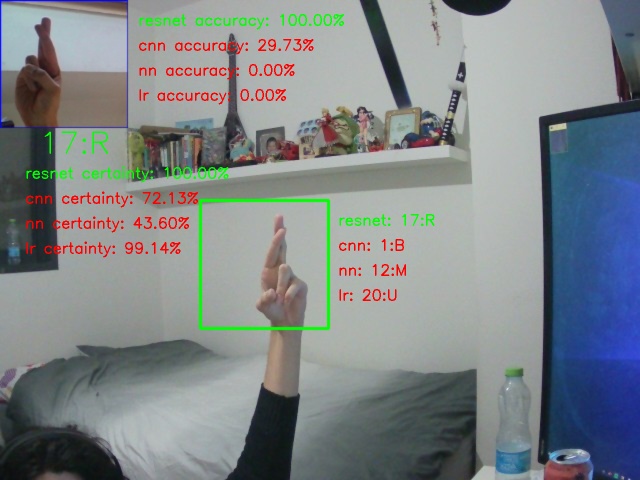 resnet accuracy: 100.00%
cnn accuracy: 29.73%
nn accuracy: 0.00%
lr accuracy: 0.00%
17:R
resnet certainty: 100.00%
cnn certainty: 72.13%
nn certainty: 43.60%
lr certainty: 99.14%
resnet: 17:R
cnn: 1:B
nn: 12:M
lr: 20:U